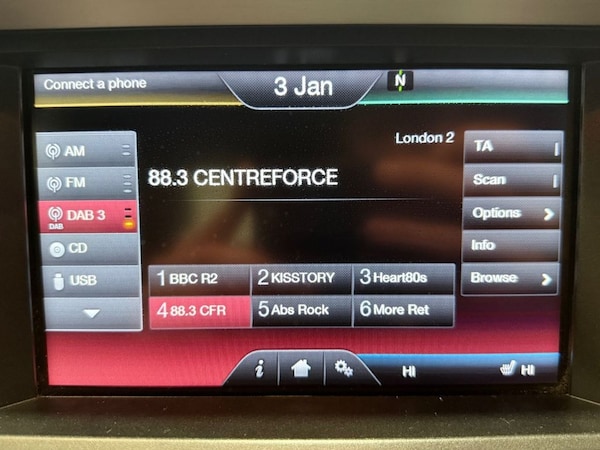 Connect a phone
3 Jan
N
London 2
AM
FM
DAB 3
DAB
CD
USB
88.3 CENTREFORCE
TA
Scan
Options
Info
Browse
1 BBC R2
2 KISSTORY
3 Heart80s
4 88.3 CFR
5 Abs Rock
6 More Ret
i
HI
HI